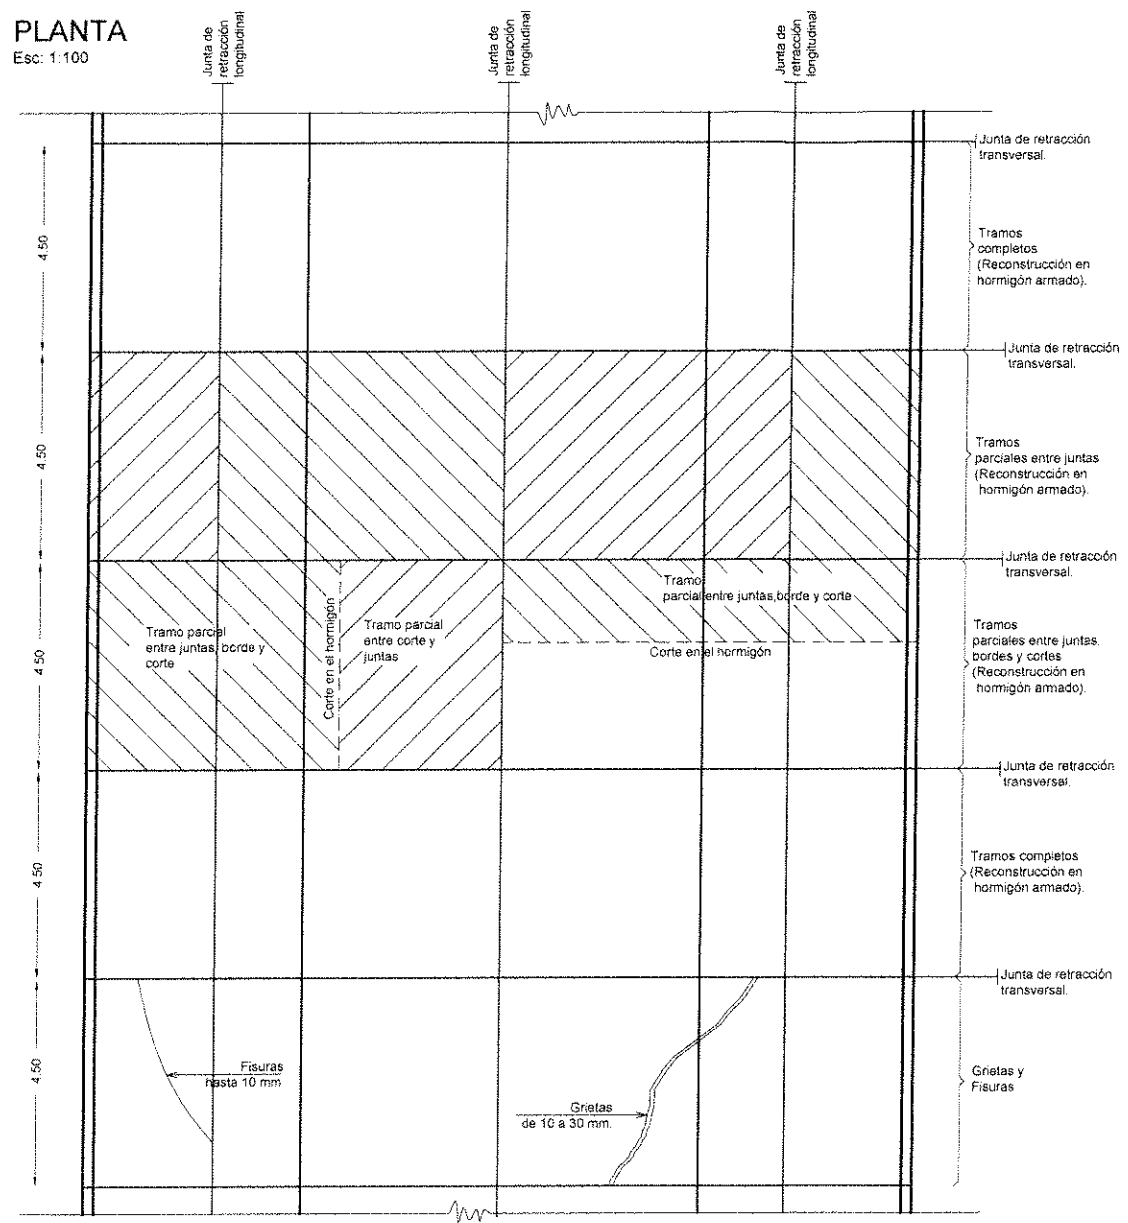 PLANTA
Esc: 1:100
Junta de
retracción
longitudinal
Junta de
retracción
longitudinal
Junta de
retracción
longitudinal
Junta de retracción
transversal.
4.50
Tramos
completos
(Reconstrucción en
hormigón armado).
Junta de retracción
transversal.
4.50
Tramos
parciales entre juntas
(Reconstrucción en
hormigón armado).
Junta de retracción
transversal.
4.50
Tramo parcial
entre juntas, borde y
corte
Corte en el hormigón
Tramo parcial
entre corte y
juntas
Tramo
parcial entre juntas,borde y corte
Corte en el hormigón
Tramos
parciales entre juntas,
bordes y cortes
(Reconstrucción en
hormigón armado).
Junta de retracción
transversal.
4.50
Tramos completos
(Reconstrucción en
hormigón armado).
Junta de retracción
transversal.
4.50
Fisuras
hasta 10 mm
Grietas
de 10 a 30 mm.
Grietas y
Fisuras